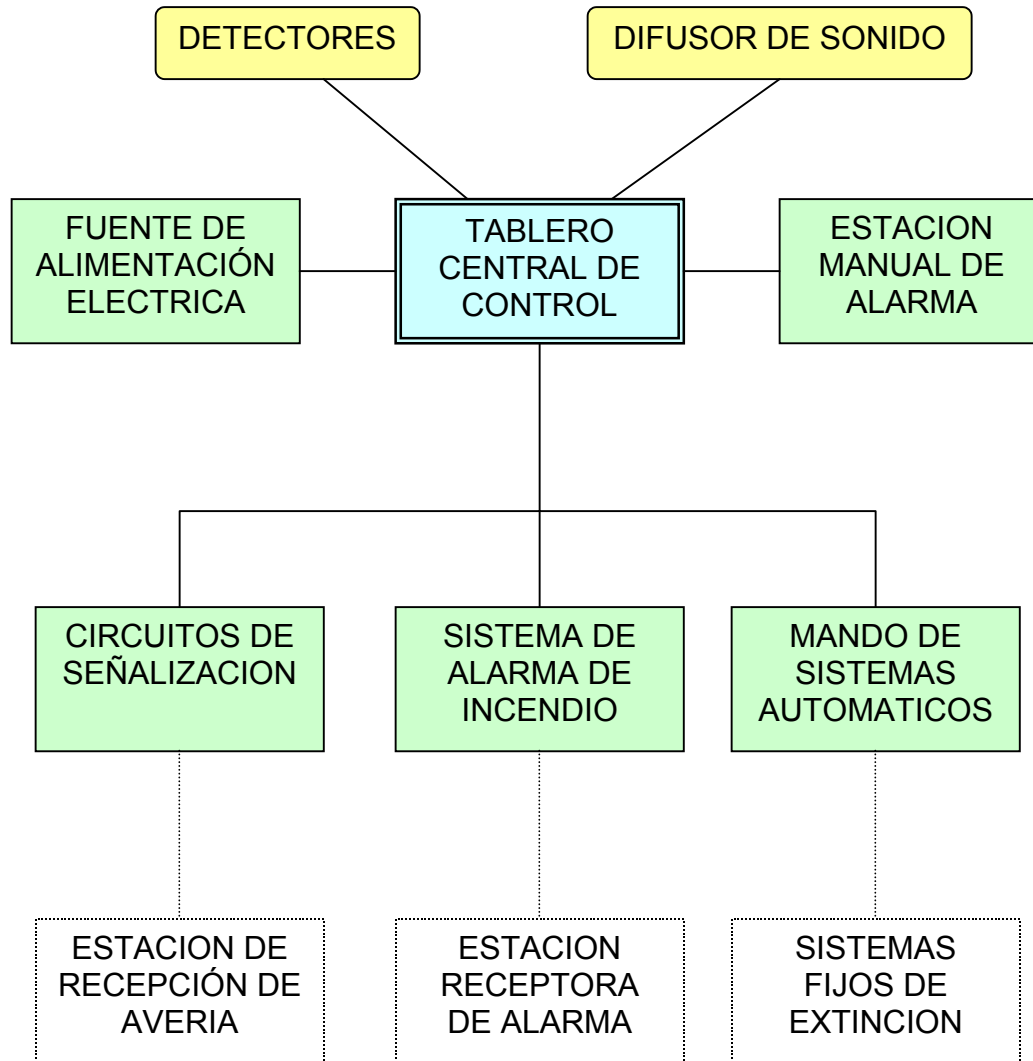 DETECTORES
DIFUSOR DE SONIDO
FUENTE DE
ALIMENTACIÓN
ELECTRICA
TABLERO
CENTRAL DE
CONTROL
ESTACION
MANUAL DE
ALARMA
CIRCUITOS DE
SEÑALIZACION
SISTEMA DE
ALARMA DE
INCENDIO
MANDO DE
SISTEMAS
AUTOMATICOS
ESTACION DE
RECEPCIÓN DE
AVERIA
ESTACION
RECEPTORA
DE ALARMA
SISTEMAS
FIJOS DE
EXTINCION